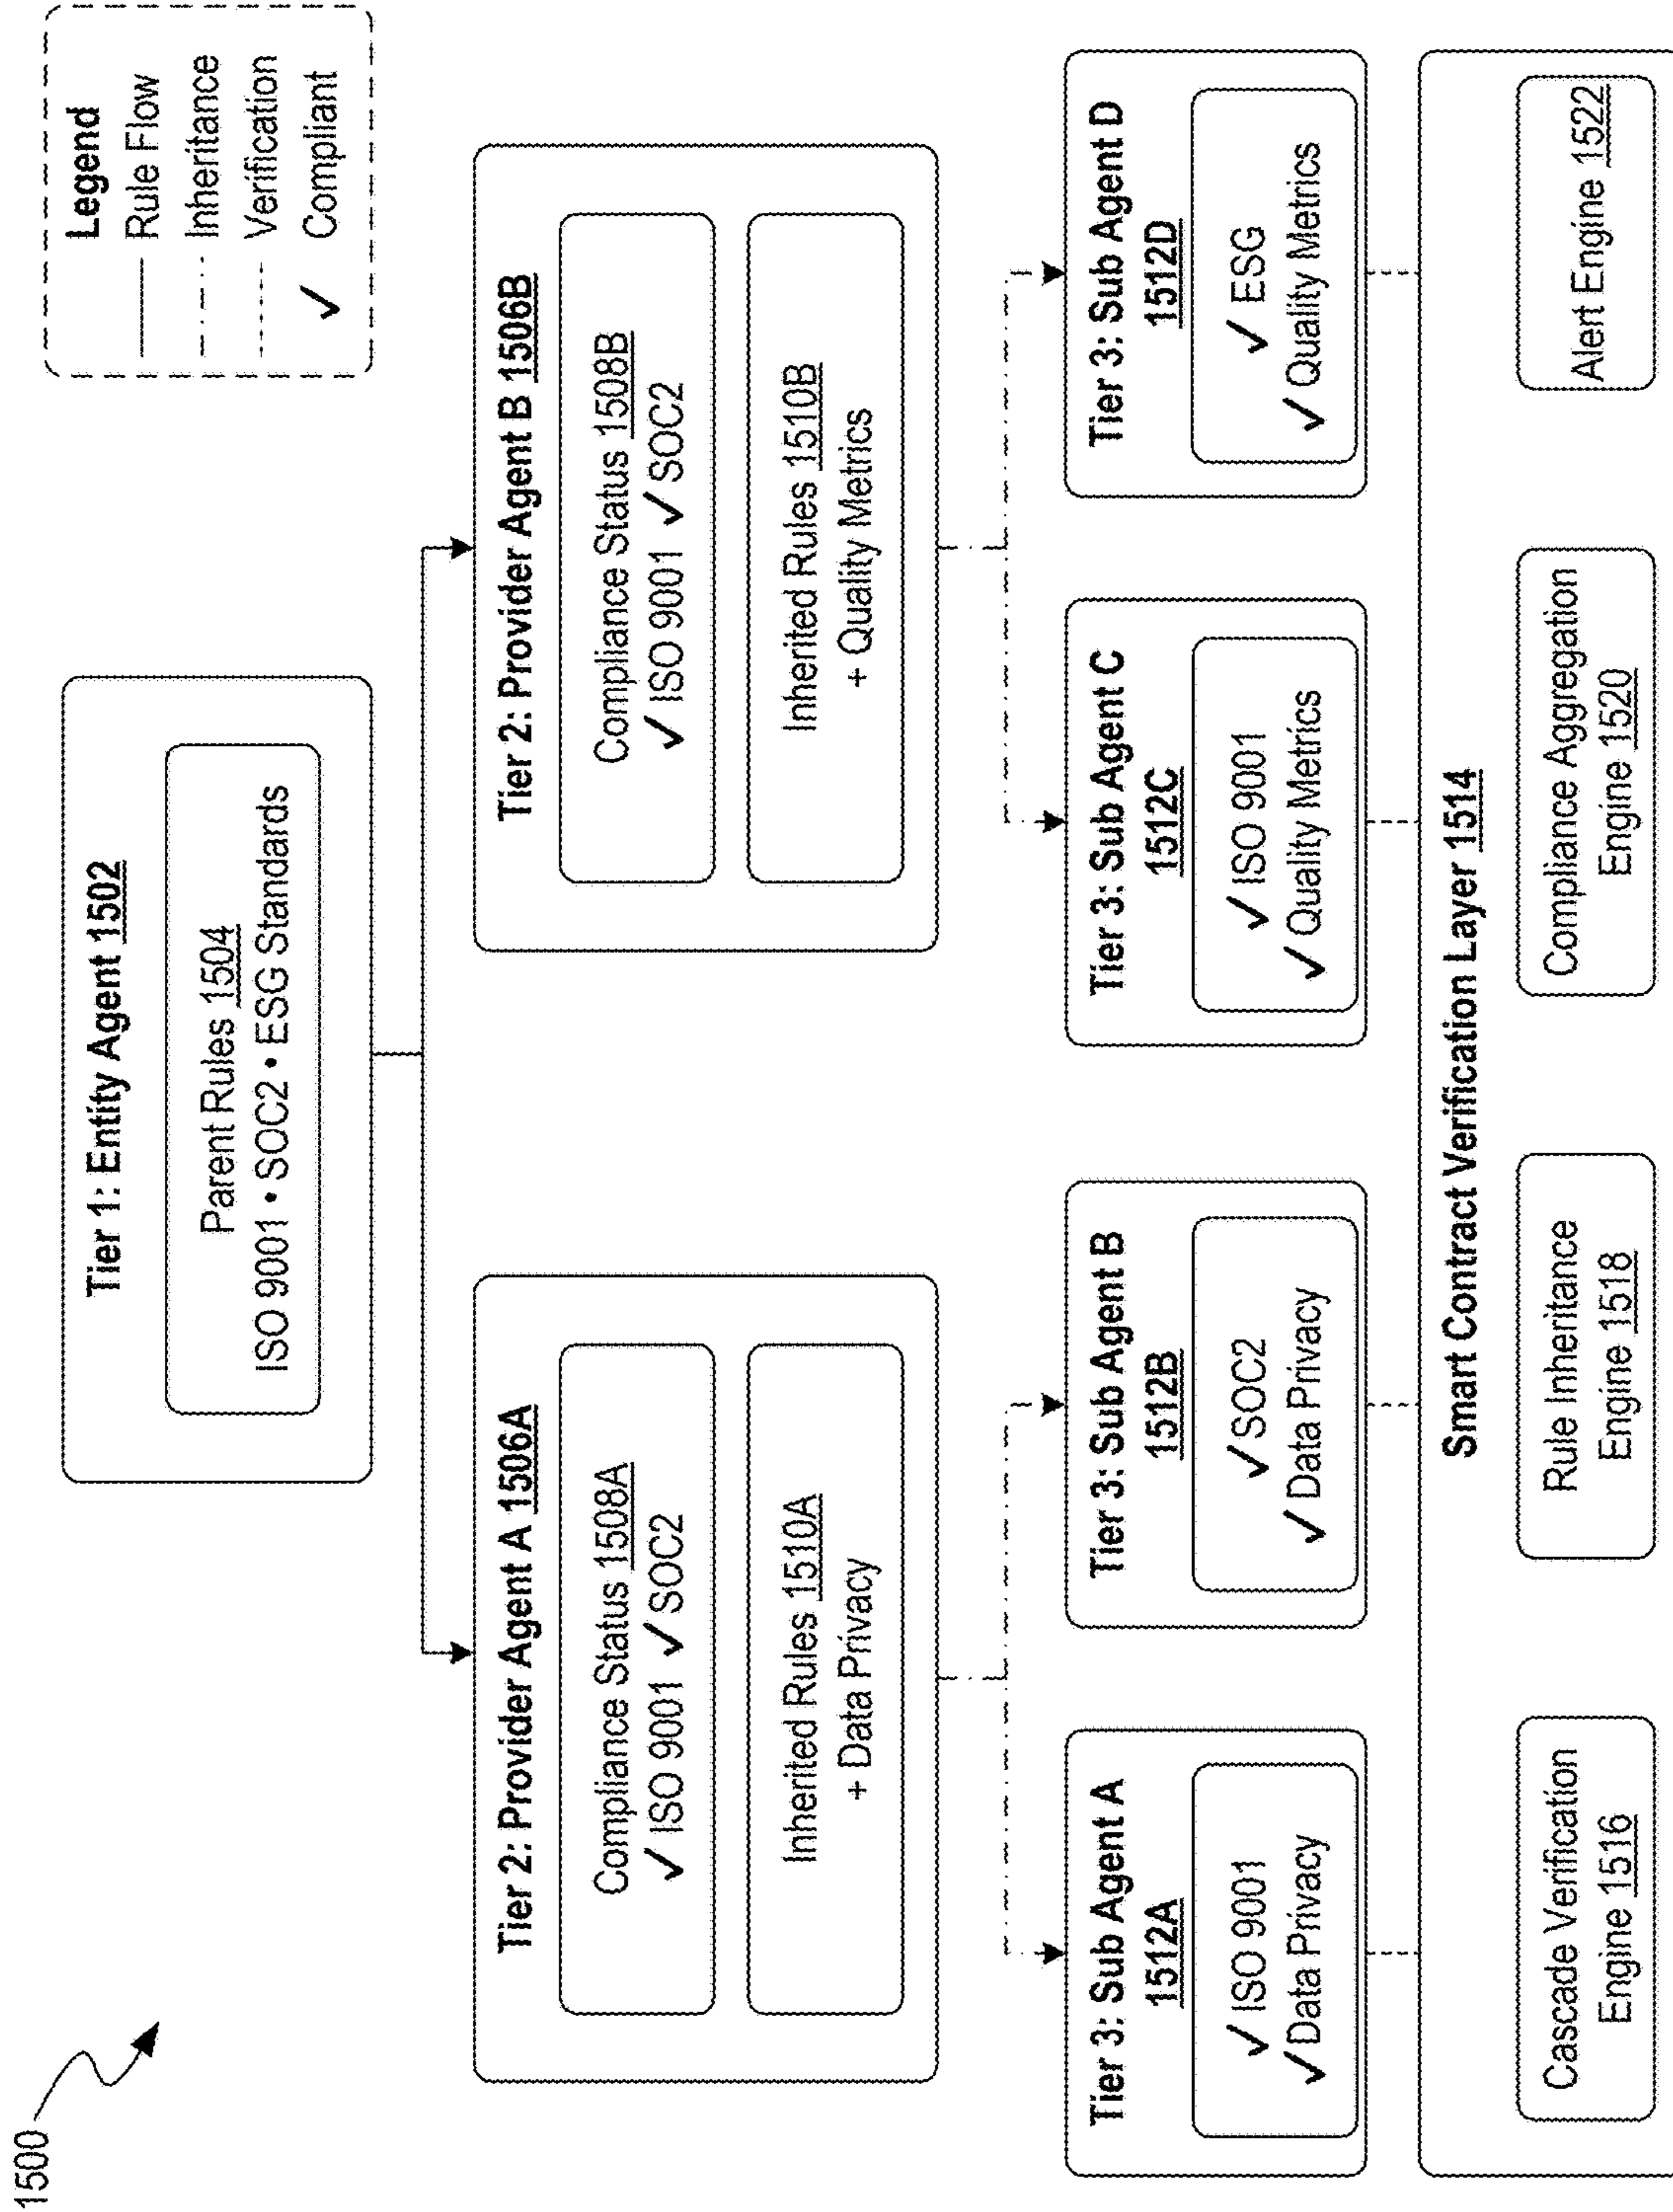 1500
Legend
Rule Flow
Inheritance
Verification
✓ Compliant
Tier 1: Entity Agent 1502
Parent Rules 1504
ISO 9001 • SOC2 • ESG Standards
Tier 2: Provider Agent A 1506A
Compliance Status 1508A
✓ ISO 9001 ✓ SOC2
Inherited Rules 1510A
+ Data Privacy
Tier 2: Provider Agent B 1506B
Compliance Status 1508B
✓ ISO 9001 ✓ SOC2
Inherited Rules 1510B
+ Quality Metrics
Tier 3: Sub Agent A
1512A
✓ ISO 9001
✓ Data Privacy
Tier 3: Sub Agent B
1512B
✓ SOC2
✓ Data Privacy
Tier 3: Sub Agent C
1512C
✓ ISO 9001
✓ Quality Metrics
Tier 3: Sub Agent D
1512D
✓ ESG
✓ Quality Metrics
Smart Contract Verification Layer 1514
Cascade Verification
Engine 1516
Rule Inheritance
Engine 1518
Compliance Aggregation
Engine 1520
Alert Engine 1522